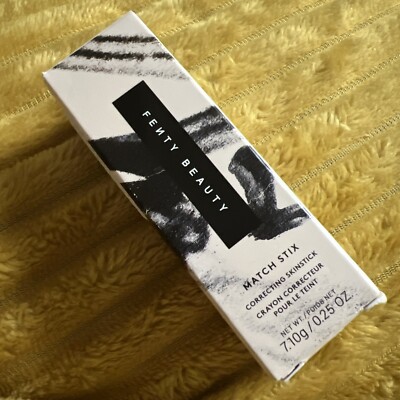 FEИTY BEAUTY
MATCH STIX
CORRECTING SKINSTICK
CRAYON CORRECTEUR
POUR LE TEINT
NET WT. / POIDS NET
7.10g / 0.25 OZ.